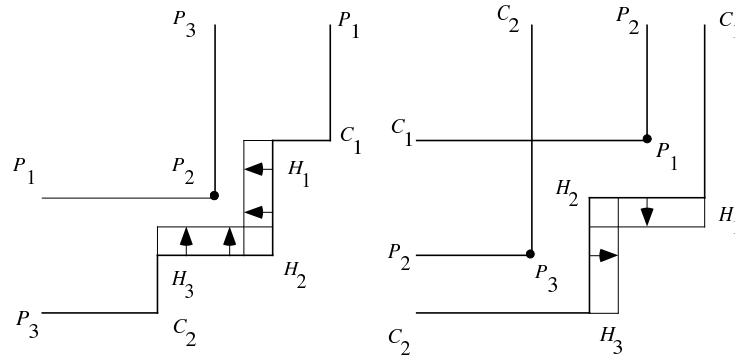 P3 P1 C2 P2 C1
C1
P1 P2 H1 P1
H2
H
H3 H2 P2 P3
P3 C2 C2 H3